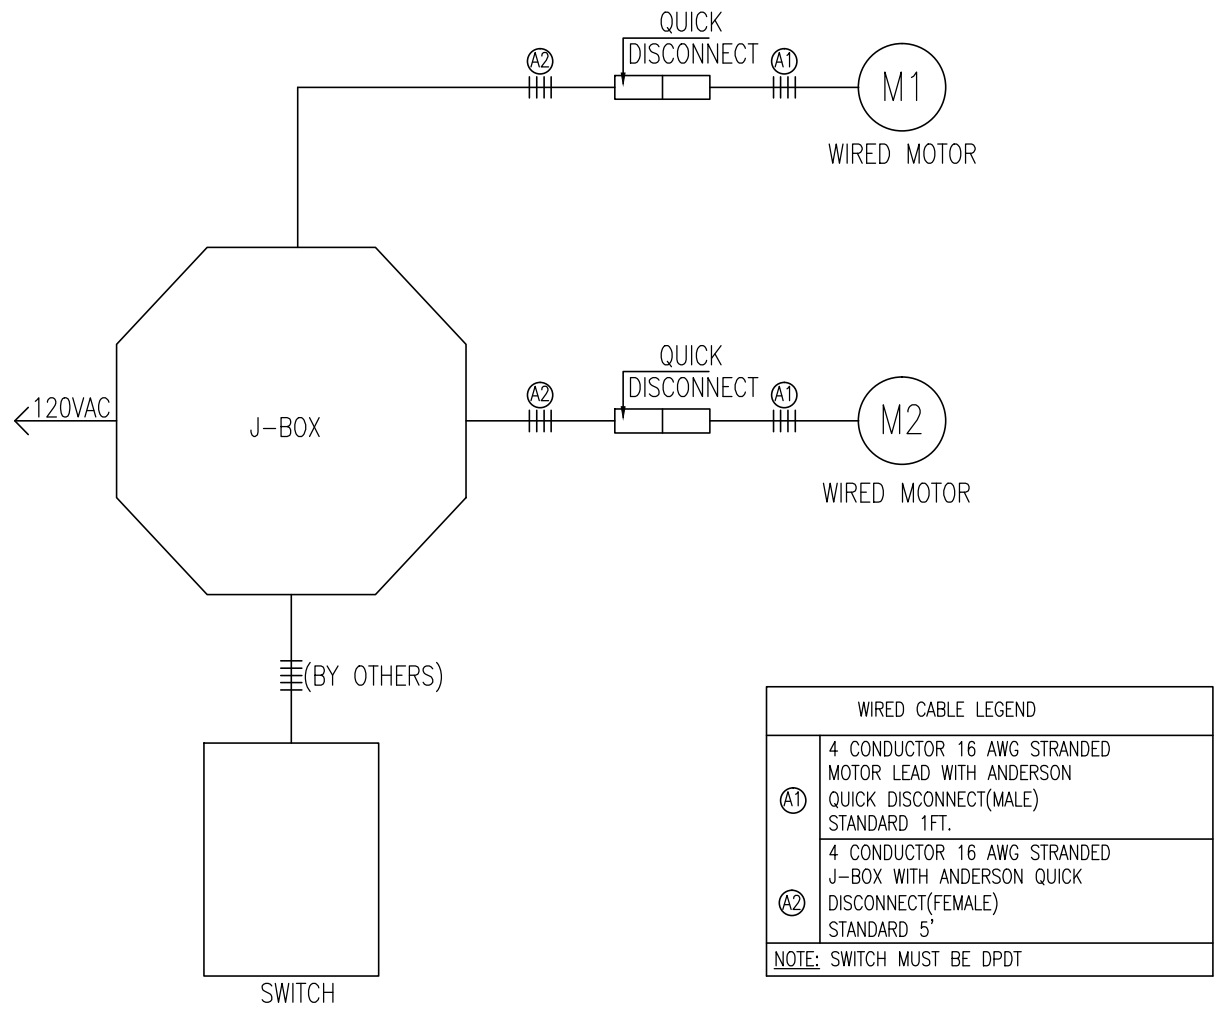 QUICK
DISCONNECT
A2
A1
M1
WIRED MOTOR
QUICK
DISCONNECT
A2
A1
M2
WIRED MOTOR
120VAC
J-BOX
(BY OTHERS)
SWITCH
WIRED CABLE LEGEND
A1
4 CONDUCTOR 16 AWG STRANDED
MOTOR LEAD WITH ANDERSON
QUICK DISCONNECT(MALE)
STANDARD 1FT.
A2
4 CONDUCTOR 16 AWG STRANDED
J-BOX WITH ANDERSON QUICK
DISCONNECT(FEMALE)
STANDARD 5'
NOTE: SWITCH MUST BE DPDT